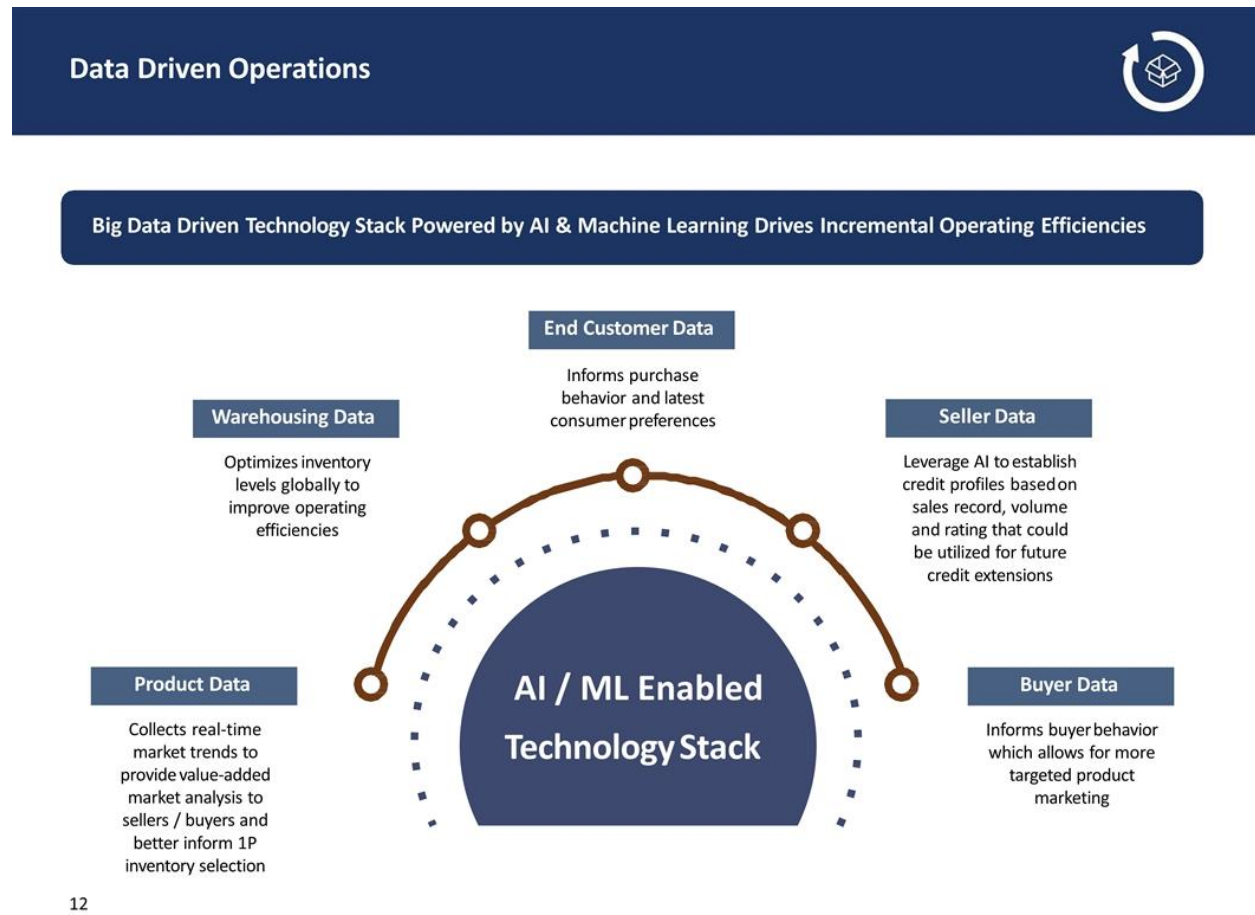 Data Driven Operations
Big Data Driven Technology Stack Powered by AI & Machine Learning Drives Incremental Operating Efficiencies
End Customer Data
Informs purchase
behavior and latest
consumer preferences
Warehousing Data
Optimizes inventory
levels globally to
improve operating
efficiencies
Seller Data
Leverage AI to establish
credit profiles based on
sales record, volume
and rating that could
be utilized for future
credit extensions
Product Data
Collects real-time
market trends to
provide value-added
market analysis to
sellers / buyers and
better inform 1P
inventory selection
AI / ML Enabled
Technology Stack
Buyer Data
Informs buyer behavior
which allows for more
targeted product
marketing
12